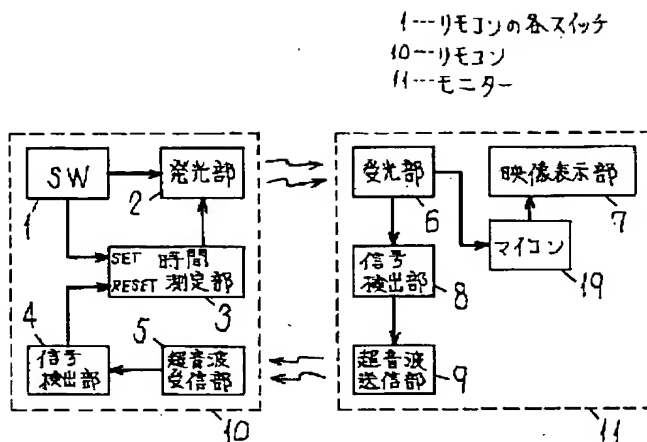 1---リモコンの各スイッチ
10---リモコン
11---モニター
SW
1
発光部
2
SET 時間
RESET 測定部
3
4
信号
検出部
5
超音波
受信部
10
受光部
6
映像表示部
7
マイコン
19
信号
検出部
8
超音波
送信部
9
11